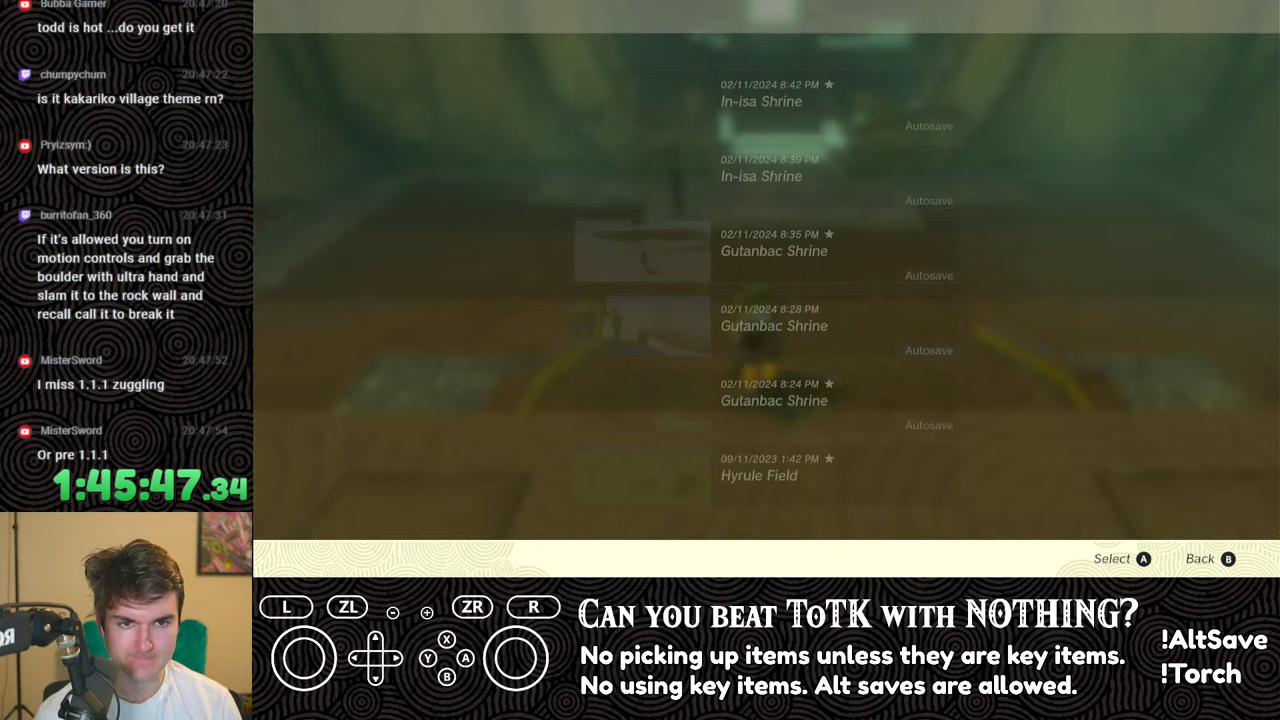 Bubba Gamer 20:47:20
todd is hot ...do you get it
chumpychum 20:47:22
is it kakariko village theme rn?
Pryizsym:) 20:47:23
What version is this?
burritofan_360 20:47:31
If it's allowed you turn on
motion controls and grab the
boulder with ultra hand and
slam it to the rock wall and
recall call it to break it
MisterSword 20:47:52
I miss 1.1.1 zuggling
MisterSword 20:47:54
Or pre 1.1.1
1:45:47.34
02/11/2024 8:42 PM ★
In-isa Shrine
Autosave
02/11/2024 8:39 PM
In-isa Shrine
Autosave
02/11/2024 8:35 PM ★
Gutanbac Shrine
Autosave
02/11/2024 8:28 PM
Gutanbac Shrine
Autosave
02/11/2024 8:24 PM ★
Gutanbac Shrine
Autosave
09/11/2023 1:42 PM ★
Hyrule Field
Select A Back B
L ZL - + ZR R
X
Y A
B
Can you beat ToTK with NOTHING?
No picking up items unless they are key items.
No using key items. Alt saves are allowed.
!AltSave
!Torch